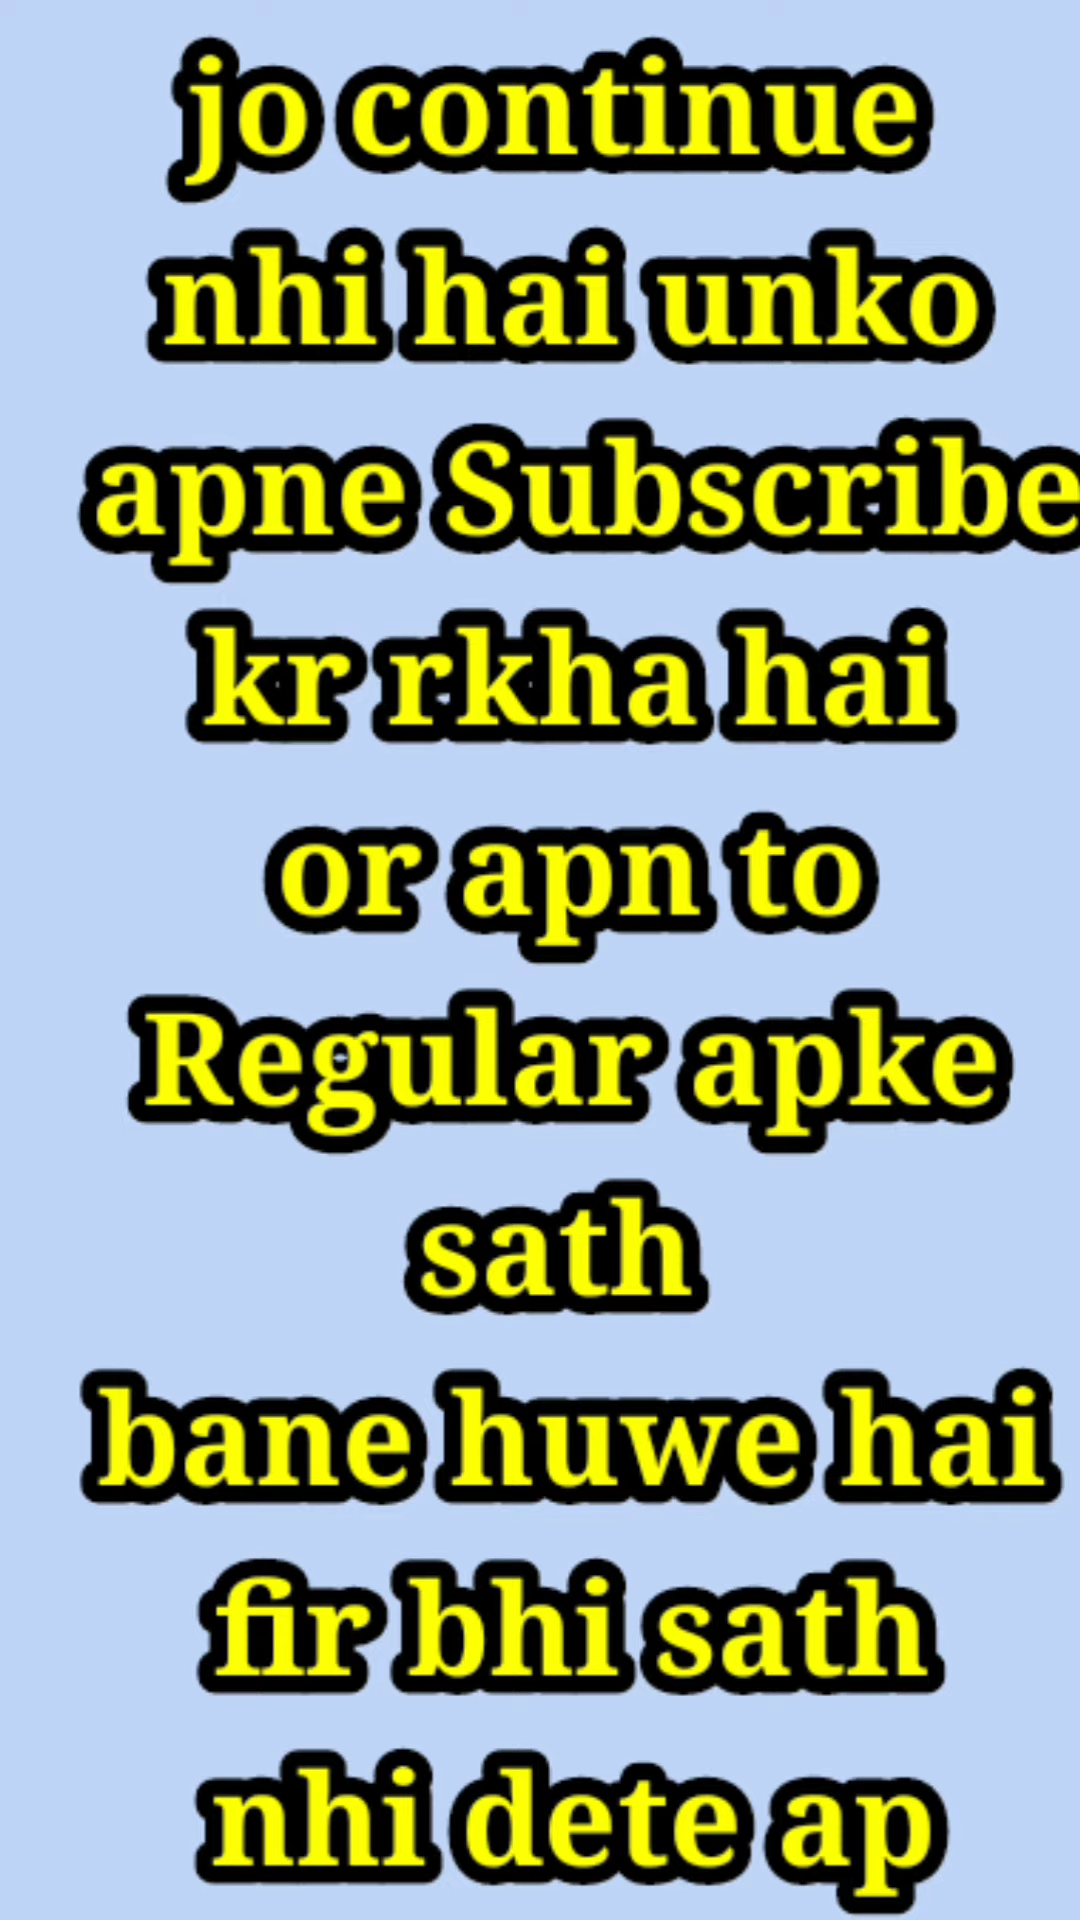 jo continue
nhi hai unko
apne Subscribe
kr rkha hai
or apn to
Regular apke
sath
bane huwe hai
fir bhi sath
nhi dete ap